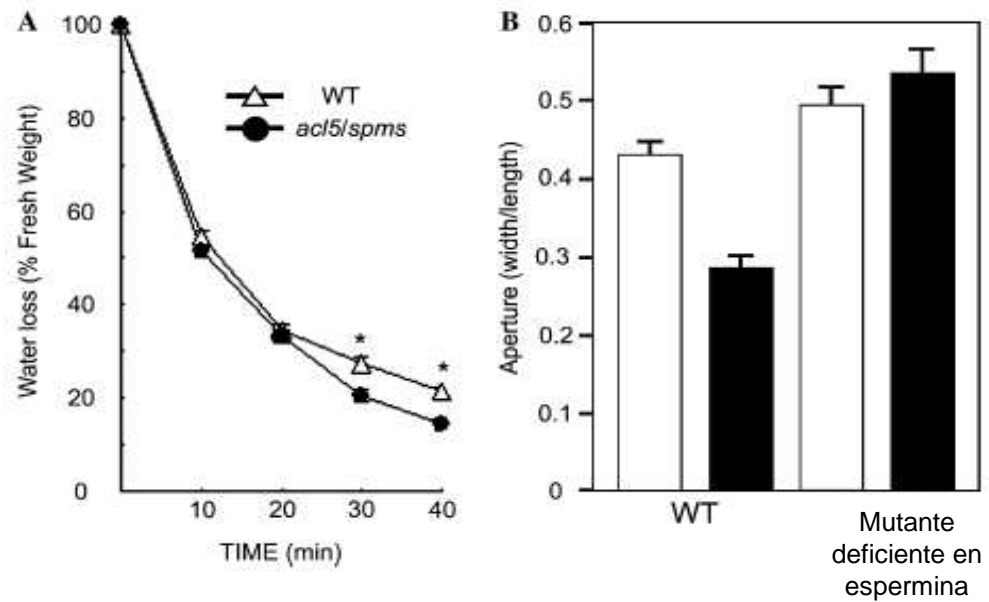 A
Water loss (% Fresh Weight)
100
80
60
40
20
0
WT
acl5/spms
*
*
10 20 30 40
TIME (min)
B
Aperture (width/length)
0.6
0.5
0.4
0.3
0.2
0.1
0
WT
Mutante
deficiente en
espermina